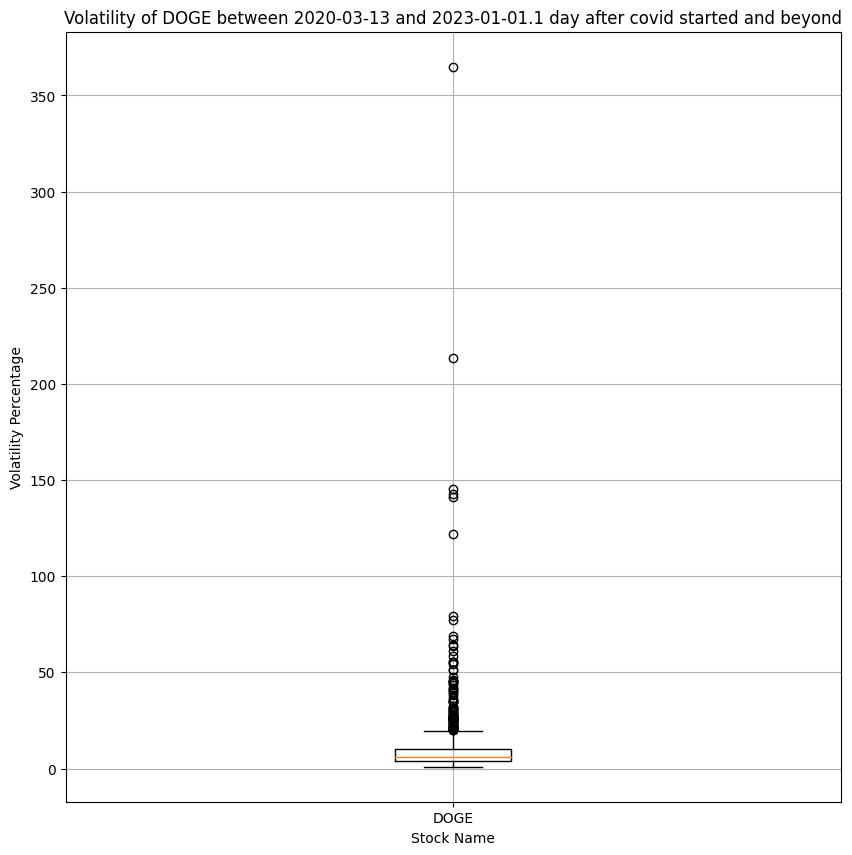 Volatility of DOGE between 2020-03-13 and 2023-01-01.1 day after covid started and beyond
350
300
250
200
150
100
50
0
Volatility Percentage
DOGE
Stock Name